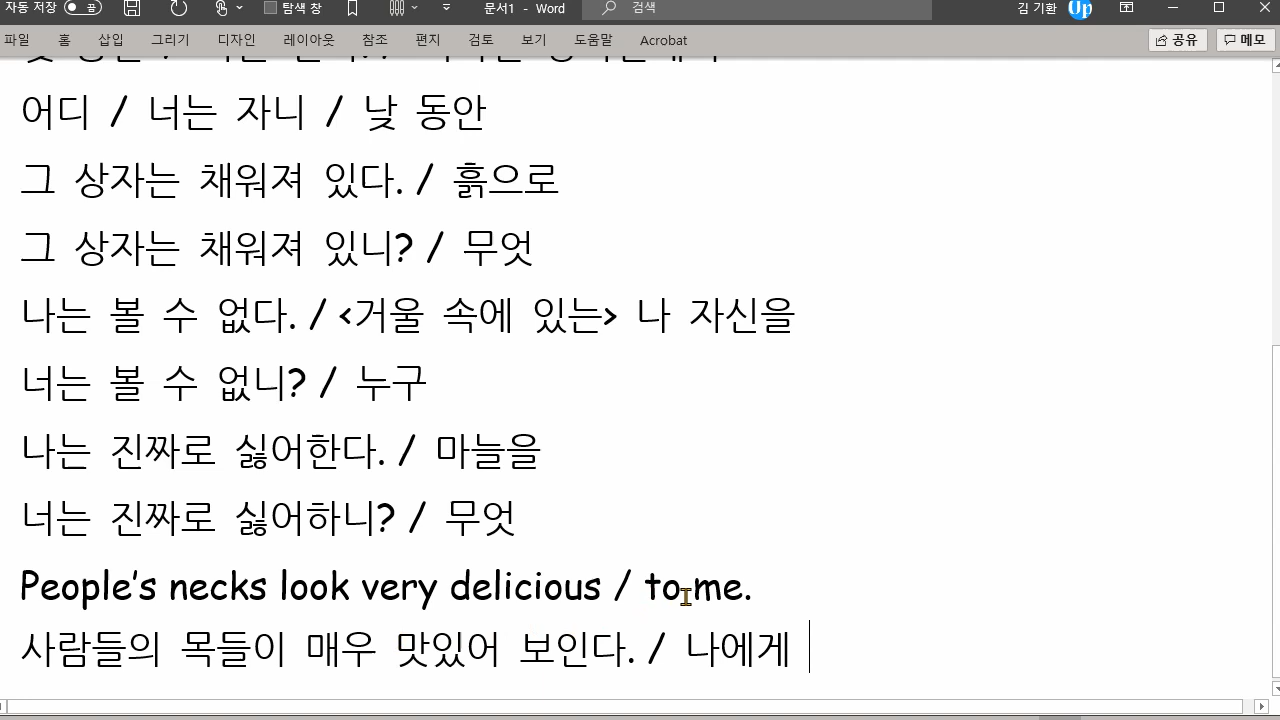 자동 저장 끔 탐색 창 문서1 - Word 검색 김 기환 Up
파일 홈 삽입 그리기 디자인 레이아웃 참조 편지 검토 보기 도움말 Acrobat 공유 메모
어디 / 너는 자니 / 낮 동안
그 상자는 채워져 있다. / 흙으로
그 상자는 채워져 있니? / 무엇
나는 볼 수 없다. / <거울 속에 있는> 나 자신을
너는 볼 수 없니? / 누구
나는 진짜로 싫어한다. / 마늘을
너는 진짜로 싫어하니? / 무엇
People's necks look very delicious / to me.
사람들의 목들이 매우 맛있어 보인다. / 나에게